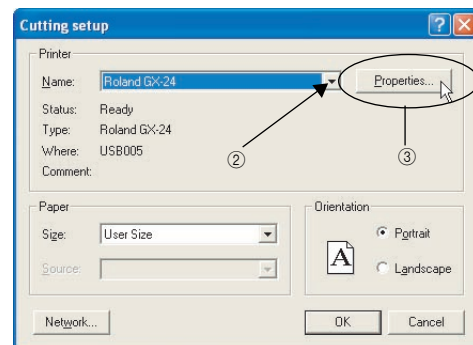 Cutting setup
Printer
Name: Roland GX-24 Properties...
Status: Ready
Type: Roland GX-24
Where: USB005
Comment:
② ③
Paper
Size: User Size
Source:
Orientation
A
Portrait
Landscape
Network... OK Cancel